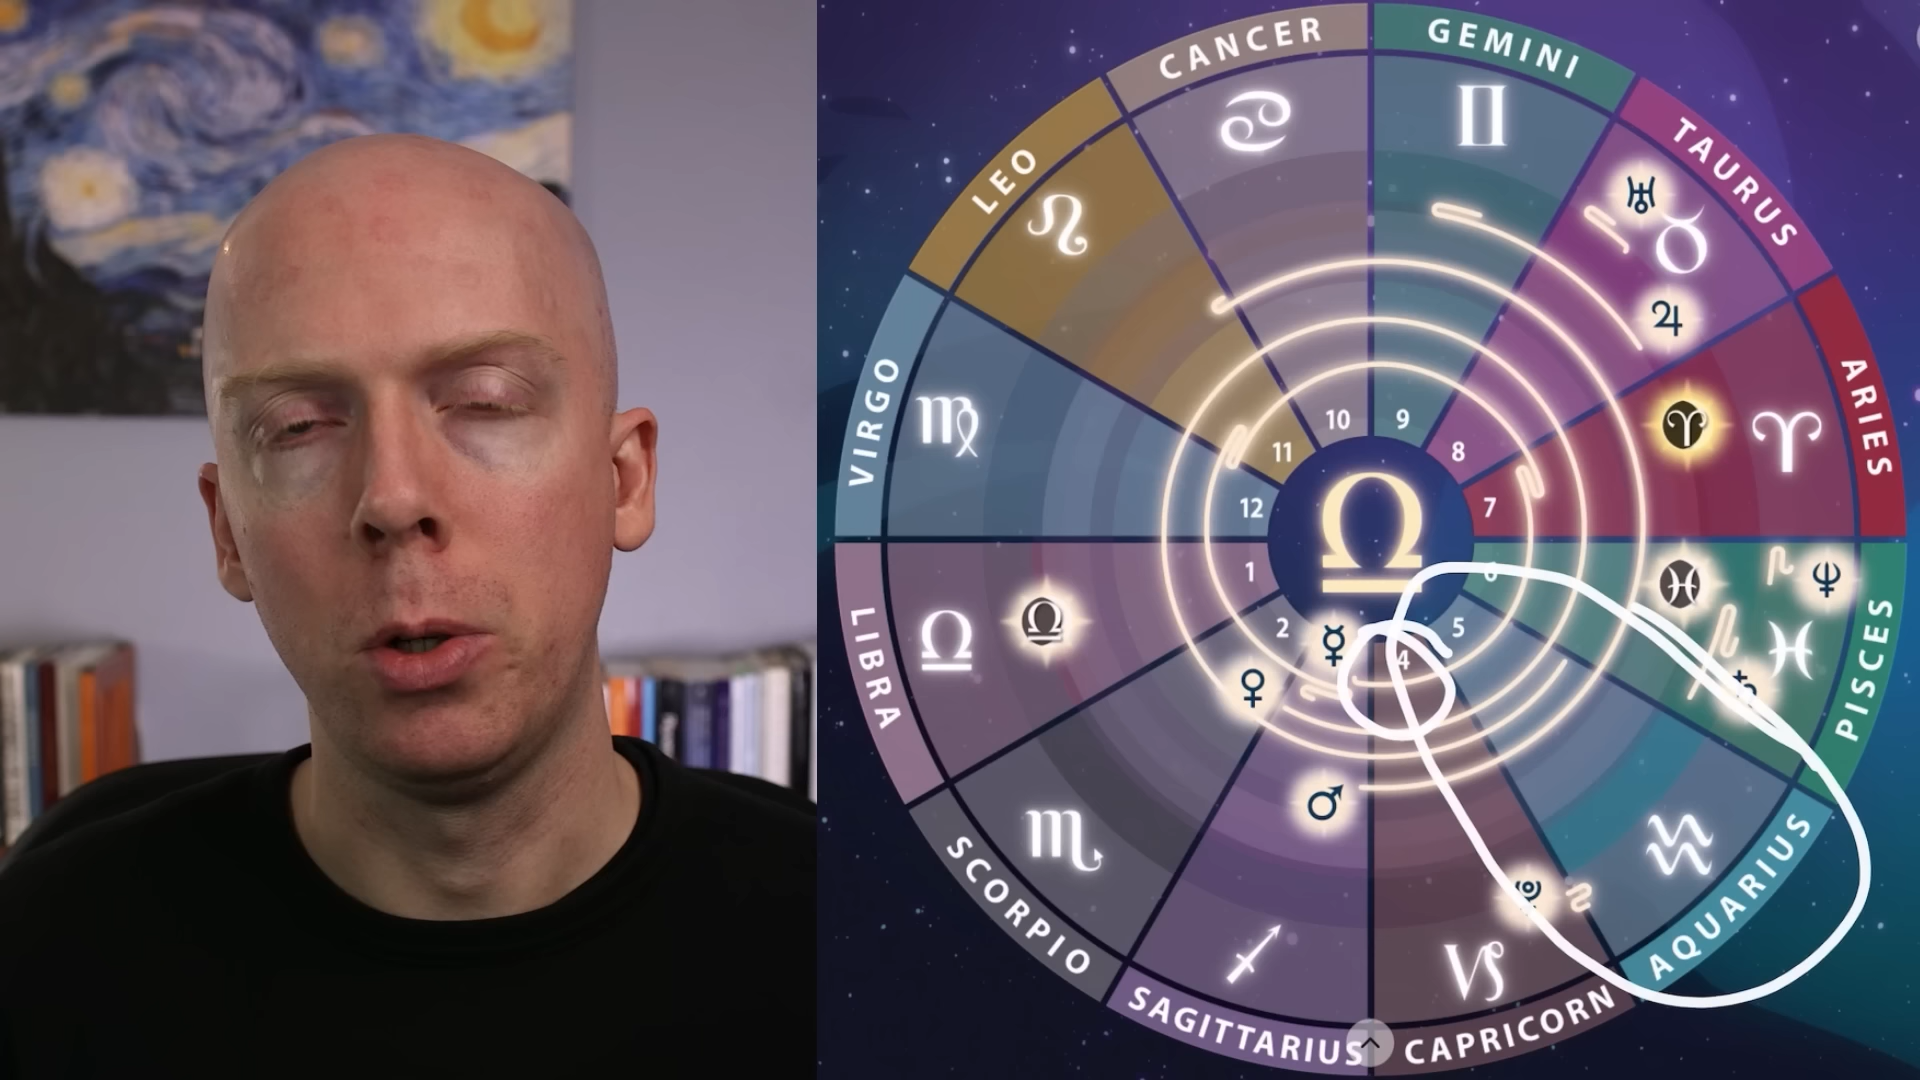 CANCER
GEMINI
LEO
TAURUS
VIRGO
ARIES
10
9
11
8
12
7
1
6
2
5
4
LIBRA
PISCES
SCORPIO
AQUARIUS
SAGITTARIUS
CAPRICORN